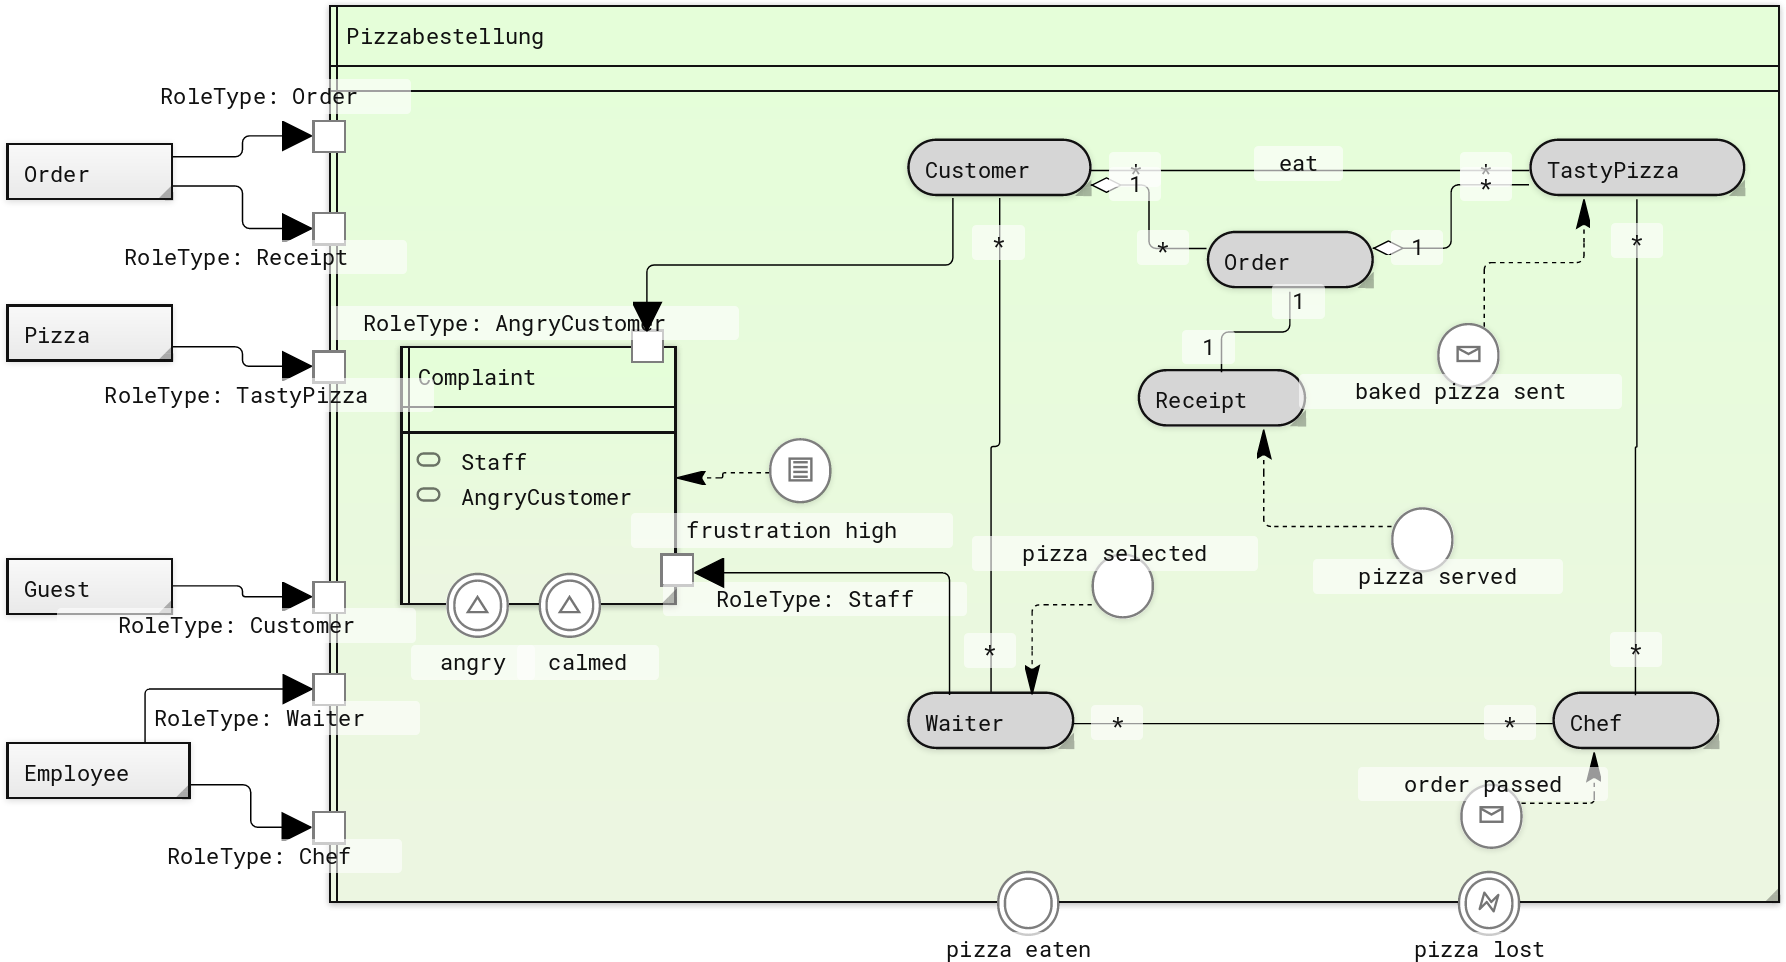 Pizzabestellung
RoleType: Order
Order
RoleType: Receipt
Pizza
RoleType: TastyPizza
Guest
RoleType: Customer
RoleType: Waiter
Employee
RoleType: Chef
Customer
* eat *
TastyPizza
1
*
*
Order
1
*
*
1
1
Receipt
baked pizza sent
RoleType: AngryCustomer
Complaint
Staff
AngryCustomer
frustration high
pizza selected
pizza served
RoleType: Staff
angry
calmed
*
*
Waiter
*
*
Chef
order passed
pizza eaten
pizza lost